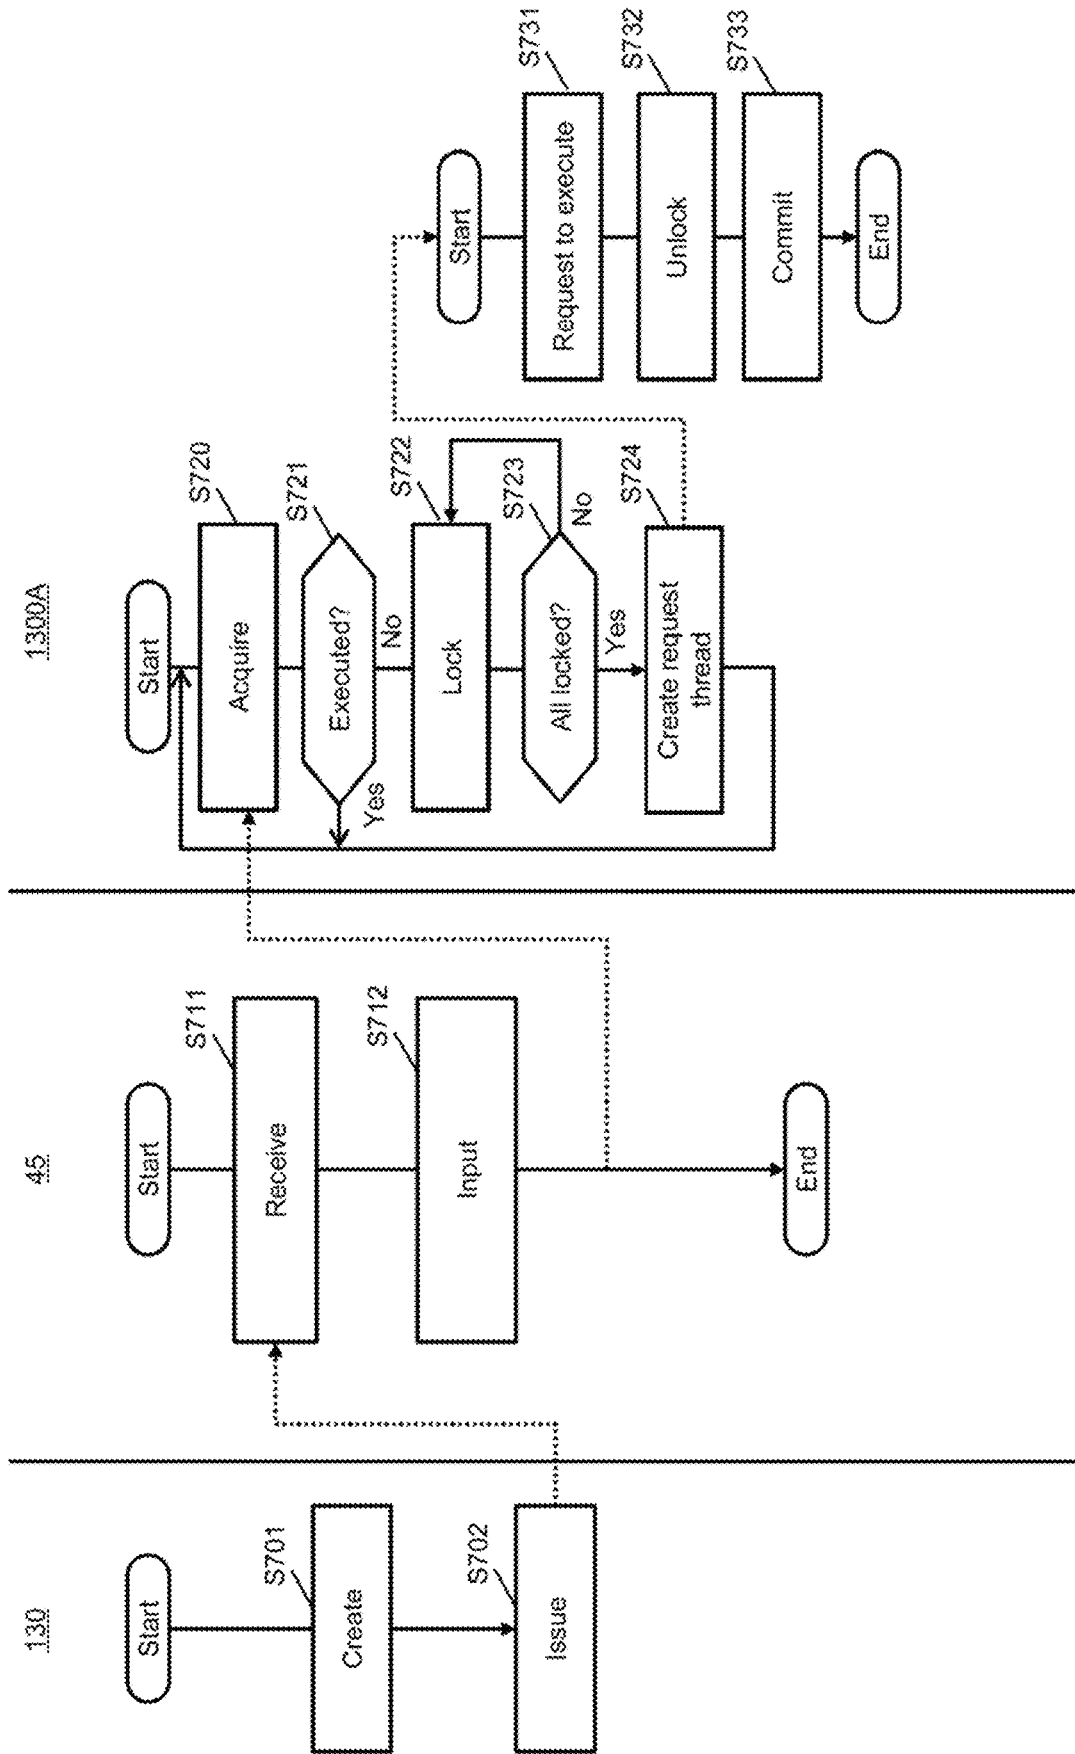 130
Start
S701
Create
S702
Issue
45
Start
S711
Receive
S712
Input
End
1300A
Start
S720
Acquire
S721
Executed?
Yes
No
S722
Lock
S723
All locked?
No
Yes
S724
Create request
thread
Start
S731
Request to execute
S732
Unlock
S733
Commit
End